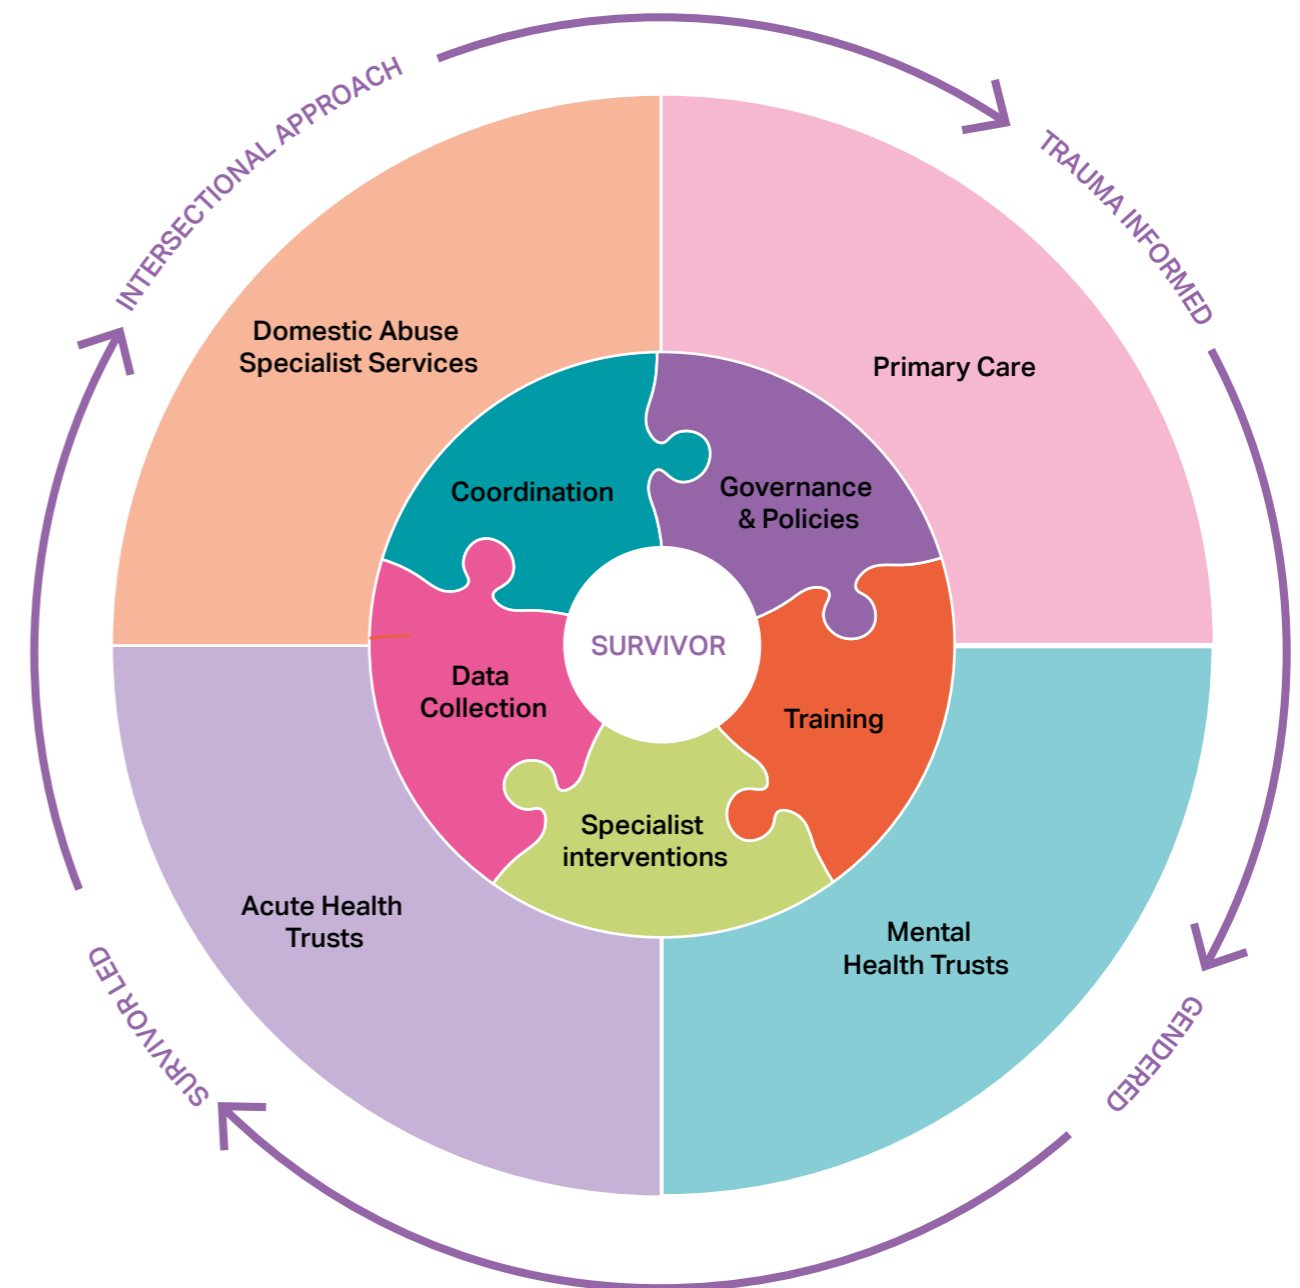 INTERSECTIONAL APPROACH
TRAUMA INFORMED
GENDERED
SURVIVOR LED
Domestic Abuse
Specialist Services
Primary Care
Coordination
Governance
& Policies
SURVIVOR
Data
Collection
Training
Specialist
interventions
Acute Health
Trusts
Mental
Health Trusts